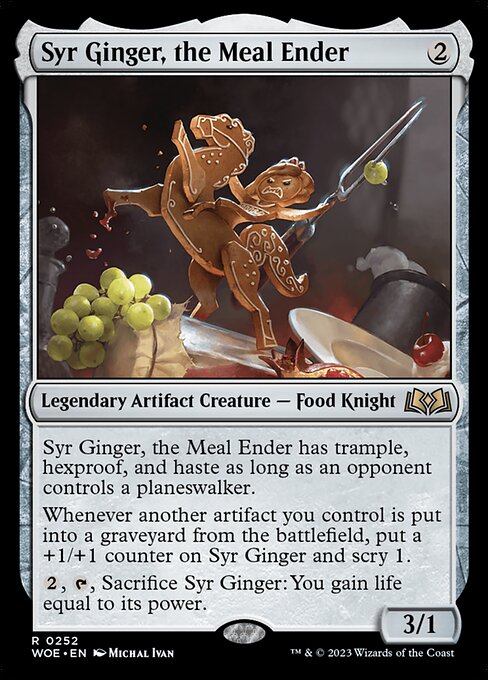 Syr Ginger, the Meal Ender 2
Legendary Artifact Creature — Food Knight
Syr Ginger, the Meal Ender has trample,
hexproof, and haste as long as an opponent
controls a planeswalker.
Whenever another artifact you control is put
into a graveyard from the battlefield, put a
+1/+1 counter on Syr Ginger and scry 1.
2, T, Sacrifice Syr Ginger: You gain life
equal to its power.
3/1
R 0252
WOE • EN Michal Ivan
™ & © 2023 Wizards of the Coast